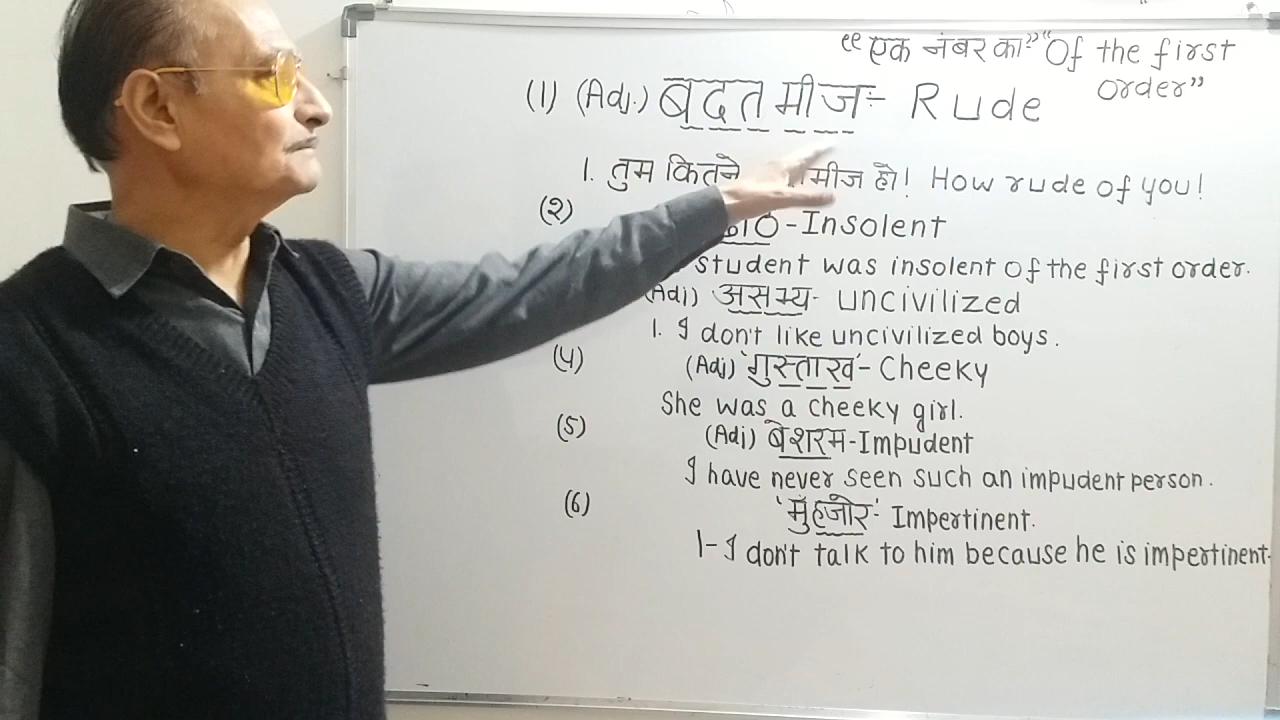 “एक नंबर का” “Of the first
order”
(1) (Adj.) बदतमीज:- Rude
1. तुम कितने मीज हो! How rude of you!
(२) - Insolent
student was insolent of the first order.
(Adj) असभ्य- uncivilized
1. I don't like uncivilized boys.
(4) (Adj) 'गुस्ताख' - Cheeky
She was a cheeky girl.
(5) (Adj) बेशरम - Impudent
I have never seen such an impudent person.
(6) 'मुँहजोर' - Impertinent.
1- I don't talk to him because he is impertinent.